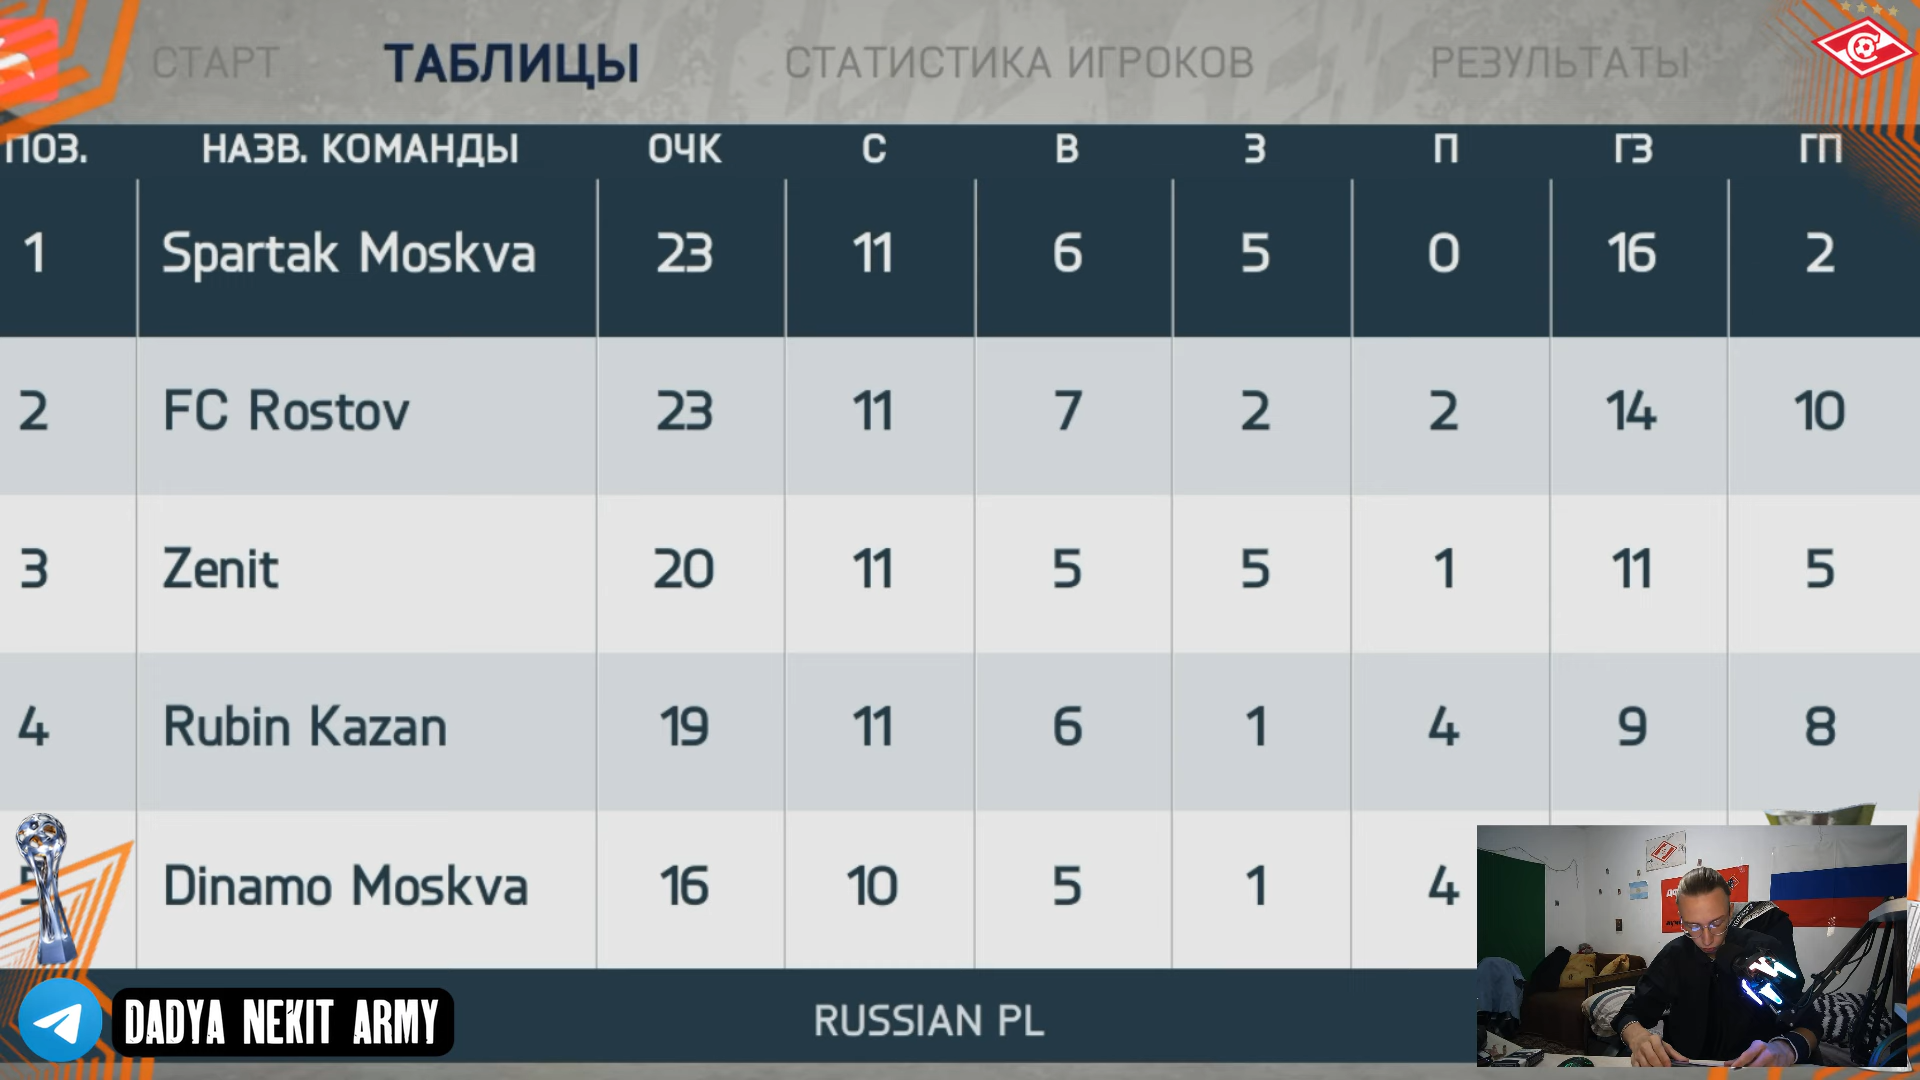 СТАРТ ТАБЛИЦЫ СТАТИСТИКА ИГРОКОВ РЕЗУЛЬТАТЫ
ПОЗ. НАЗВ. КОМАНДЫ ОЧК С В З П ГЗ ГП
1 Spartak Moskva 23 11 6 5 0 16 2
2 FC Rostov 23 11 7 2 2 14 10
3 Zenit 20 11 5 5 1 11 5
4 Rubin Kazan 19 11 6 1 4 9 8
5 Dinamo Moskva 16 10 5 1 4
DADYA NEKIT ARMY
RUSSIAN PL